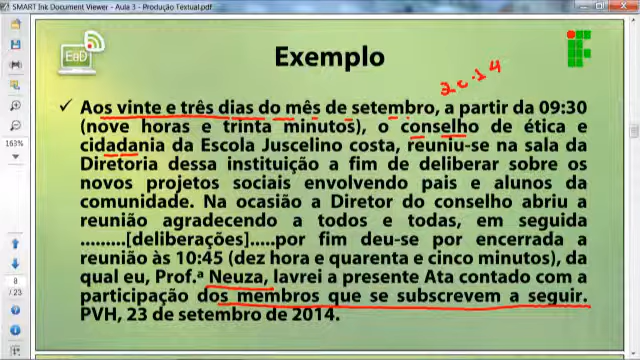 SMART Ink Document Viewer - Aula 3 - Produção Textual.pdf
EaD
Exemplo
2014
✓ Aos vinte e três dias do mês de setembro, a partir da 09:30
(nove horas e trinta minutos), o conselho de ética e
cidadania da Escola Juscelino costa, reuniu-se na sala da
Diretoria dessa instituição a fim de deliberar sobre os
novos projetos sociais envolvendo pais e alunos da
comunidade. Na ocasião a Diretor do conselho abriu a
reunião agradecendo a todos e todas, em seguida
.........[deliberações].....por fim deu-se por encerrada a
reunião às 10:45 (dez hora e quarenta e cinco minutos), da
qual eu, Prof.ª Neuza, lavrei a presente Ata contado com a
participação dos membros que se subscrevem a seguir.
PVH, 23 de setembro de 2014.
163%
8
/ 23